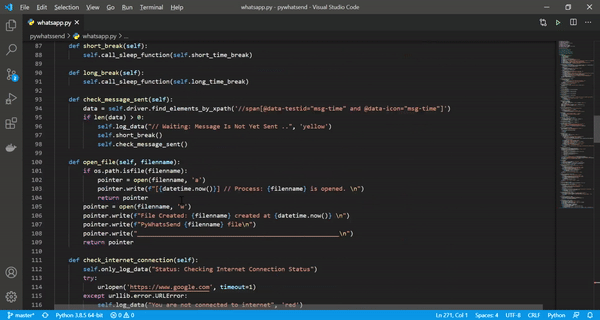 File Edit Selection View Go Run Terminal Help
whatsapp.py - pywhatsend - Visual Studio Code
whatsapp.py
pywhatssend > whatsapp.py > ...
87 def short_break(self):
88 self.call_sleep_function(self.short_time_break)
89
90 def long_break(self):
91 self.call_sleep_function(self.long_time_break)
92
93 def check_message_sent(self):
94 data = self.driver.find_elements_by_xpath('//span[@data-testid="msg-time" and @data-icon="msg-time"]')
95 if len(data) > 0:
96 self.log_data("// Waiting: Message Is Not Yet Sent ..", 'yellow')
97 self.short_break()
98 self.check_message_sent()
99
100 def open_file(self, filenname):
101 if os.path.isfile(filenname):
102 pointer = open(filenname, 'a')
103 pointer.write(f"[{datetime.now()}] // Process: {filenname} is opened. \n")
104 return pointer
105 pointer = open(filenname, 'w')
106 pointer.write(f"File Created: {filenname} created at {datetime.now()} \n")
107 pointer.write(f"PyWhatsSend {filenname} file\n")
108 pointer.write("__________________________________________________\n")
109 return pointer
110
111 def check_internet_connection(self):
112 self.only_log_data("Status: Checking Internet Connection Status")
113 try:
114 urlopen('https://www.google.com', timeout=1)
115 except urllib.error.URLError:
116 self.log_data("You are not connected to internet", 'red')
master* Python 3.8.5 64-bit 0 0 Ln 271, Col 1 Spaces: 4 UTF-8 CRLF Python